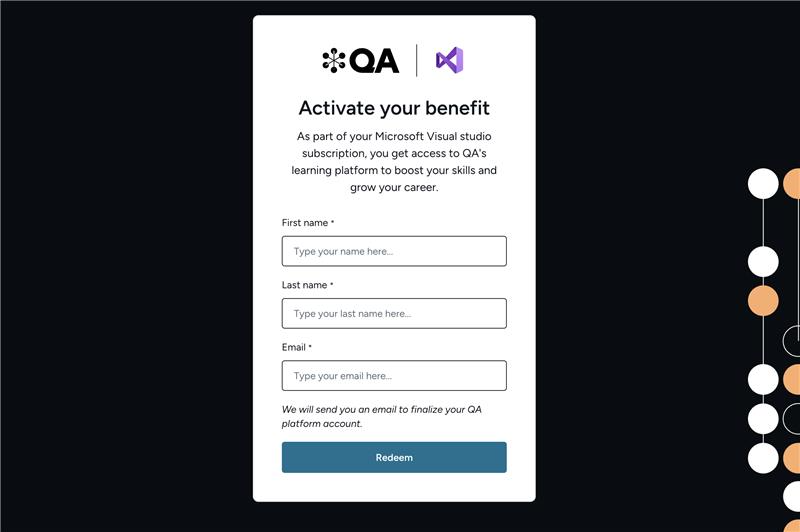 QA
Activate your benefit
As part of your Microsoft Visual studio
subscription, you get access to QA's
learning platform to boost your skills and
grow your career.
First name *
Type your name here...
Last name *
Type your last name here...
Email *
Type your email here...
We will send you an email to finalize your QA
platform account.
Redeem